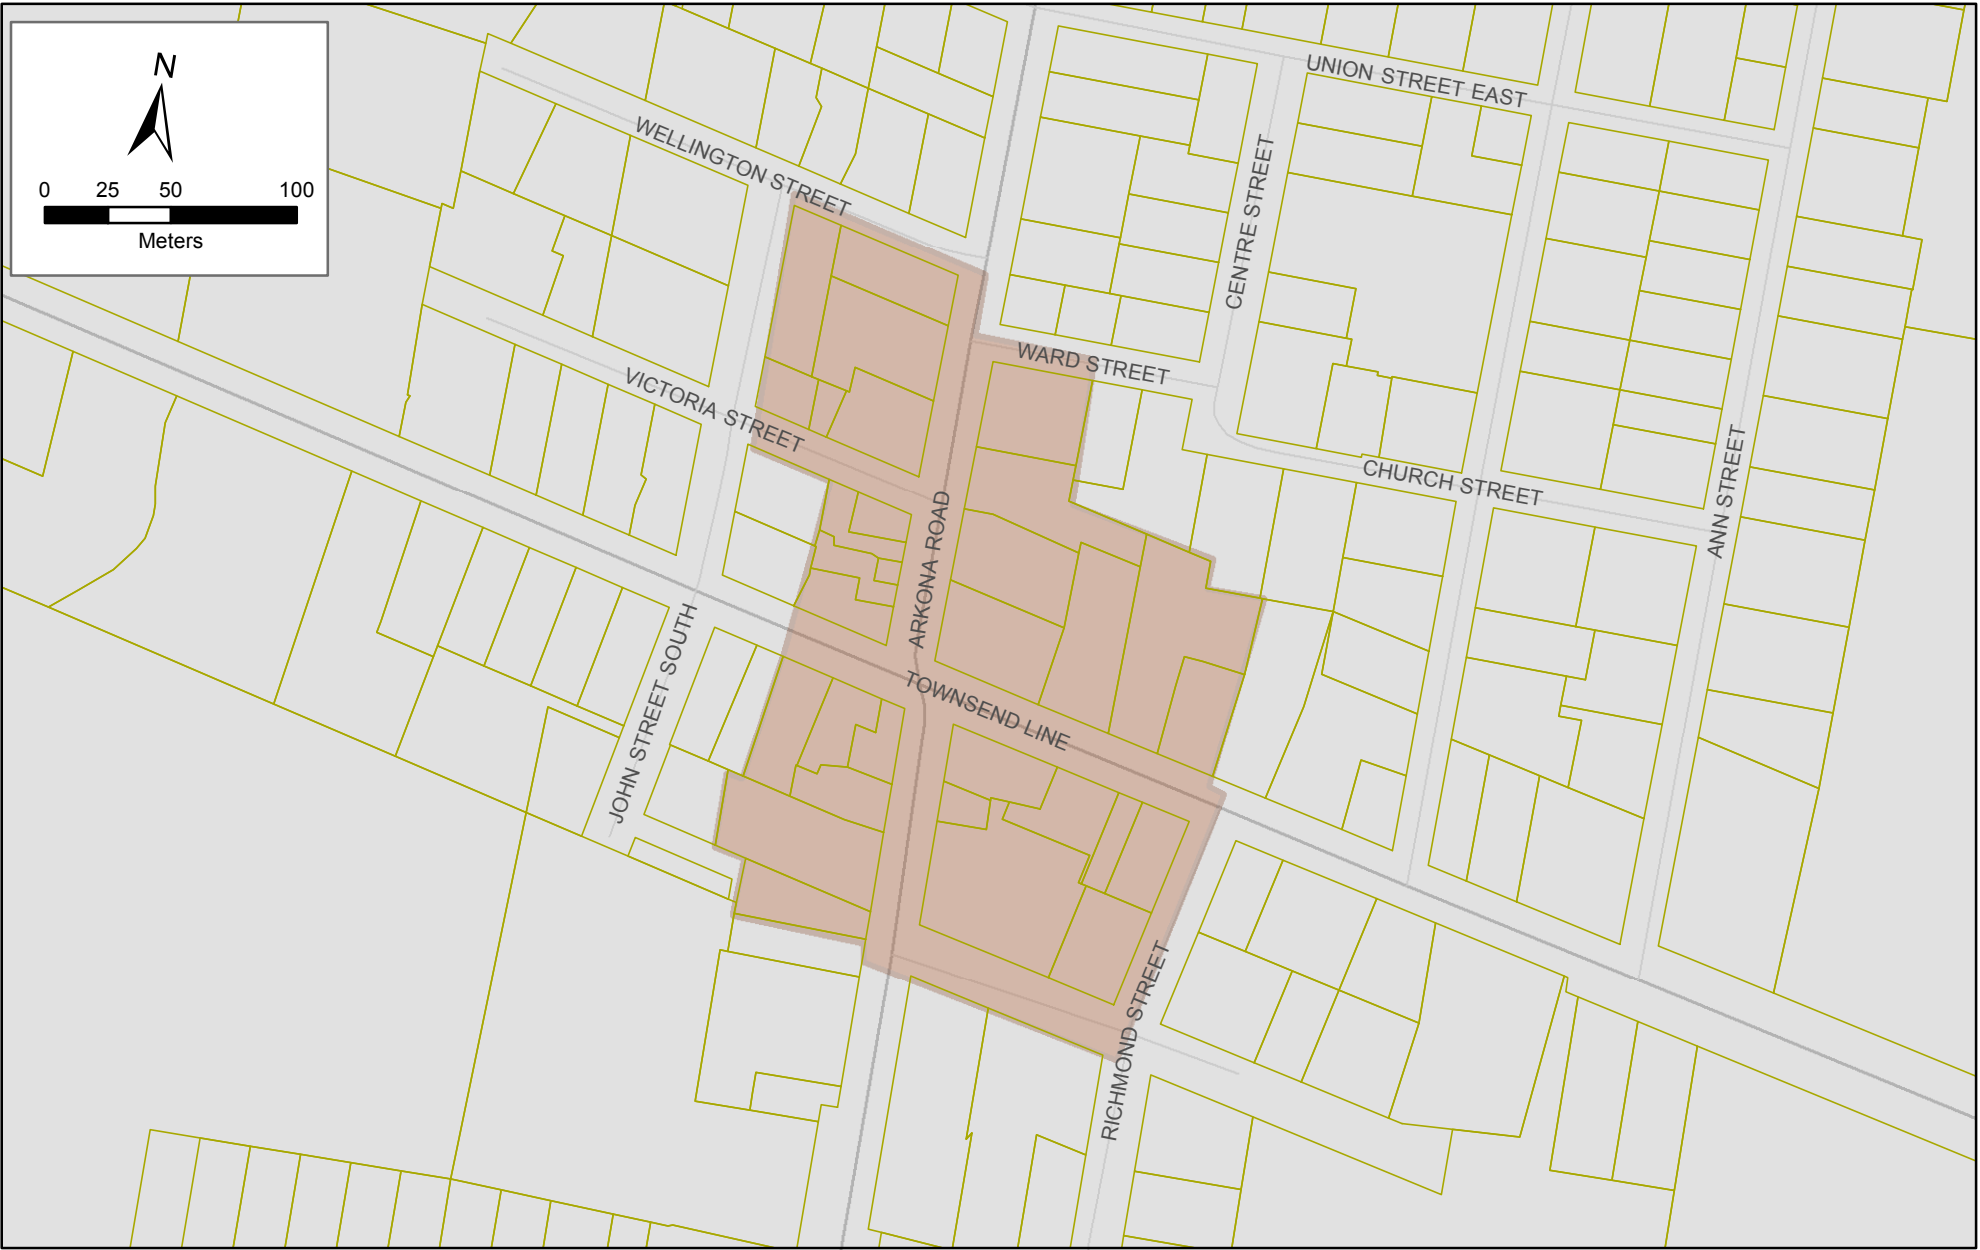 N
0 25 50 100
Meters
UNION STREET EAST
WELLINGTON STREET
CENTRE STREET
WARD STREET
VICTORIA STREET
CHURCH STREET
ANN STREET
ARKONA ROAD
JOHN STREET SOUTH
TOWNSEND LINE
RICHMOND STREET